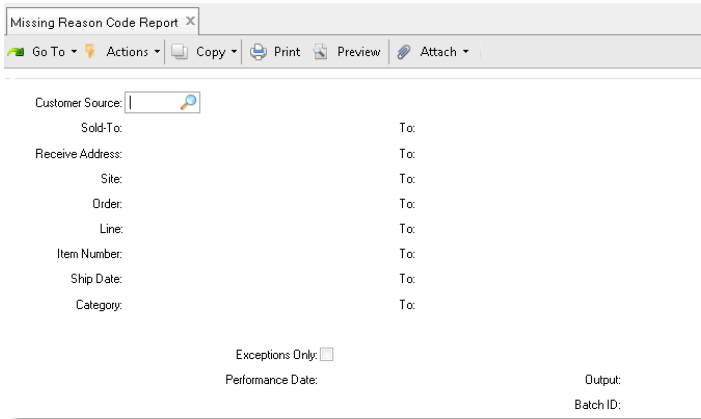 Missing Reason Code Report
Go To Actions Copy Print Preview Attach
Customer Source:
Sold-To: To:
Receive Address: To:
Site: To:
Order: To:
Line: To:
Item Number: To:
Ship Date: To:
Category: To:
Exceptions Only:
Performance Date: Output:
Batch ID: